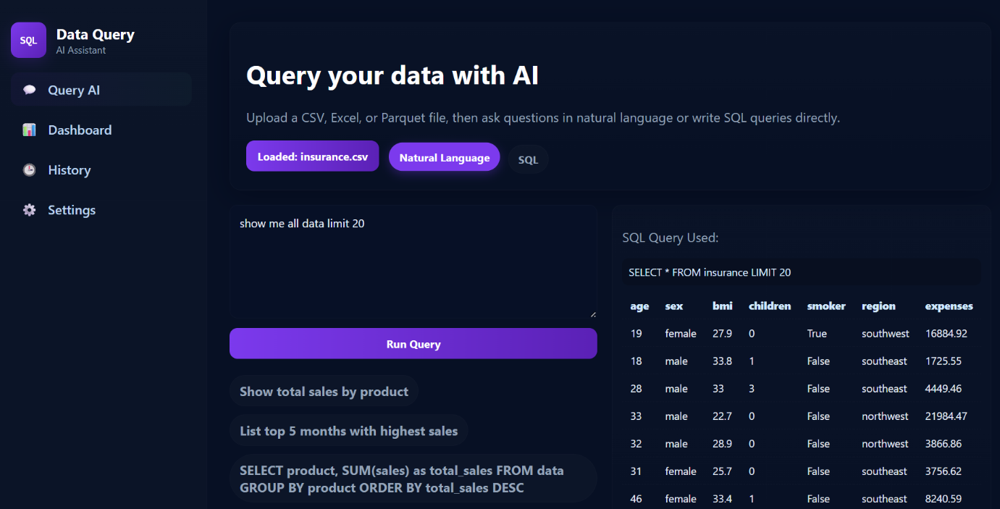 SQL
Data Query
AI Assistant
Query AI
Dashboard
History
Settings
Query your data with AI
Upload a CSV, Excel, or Parquet file, then ask questions in natural language or write SQL queries directly.
Loaded: insurance.csv
Natural Language
SQL
show me all data limit 20
Run Query
Show total sales by product
List top 5 months with highest sales
SELECT product, SUM(sales) as total_sales FROM data
GROUP BY product ORDER BY total_sales DESC
SQL Query Used:
SELECT * FROM insurance LIMIT 20
age sex bmi children smoker region expenses
19 female 27.9 0 True southwest 16884.92
18 male 33.8 1 False southeast 1725.55
28 male 33 3 False southeast 4449.46
33 male 22.7 0 False northwest 21984.47
32 male 28.9 0 False northwest 3866.86
31 female 25.7 0 False southeast 3756.62
46 female 33.4 1 False southeast 8240.59